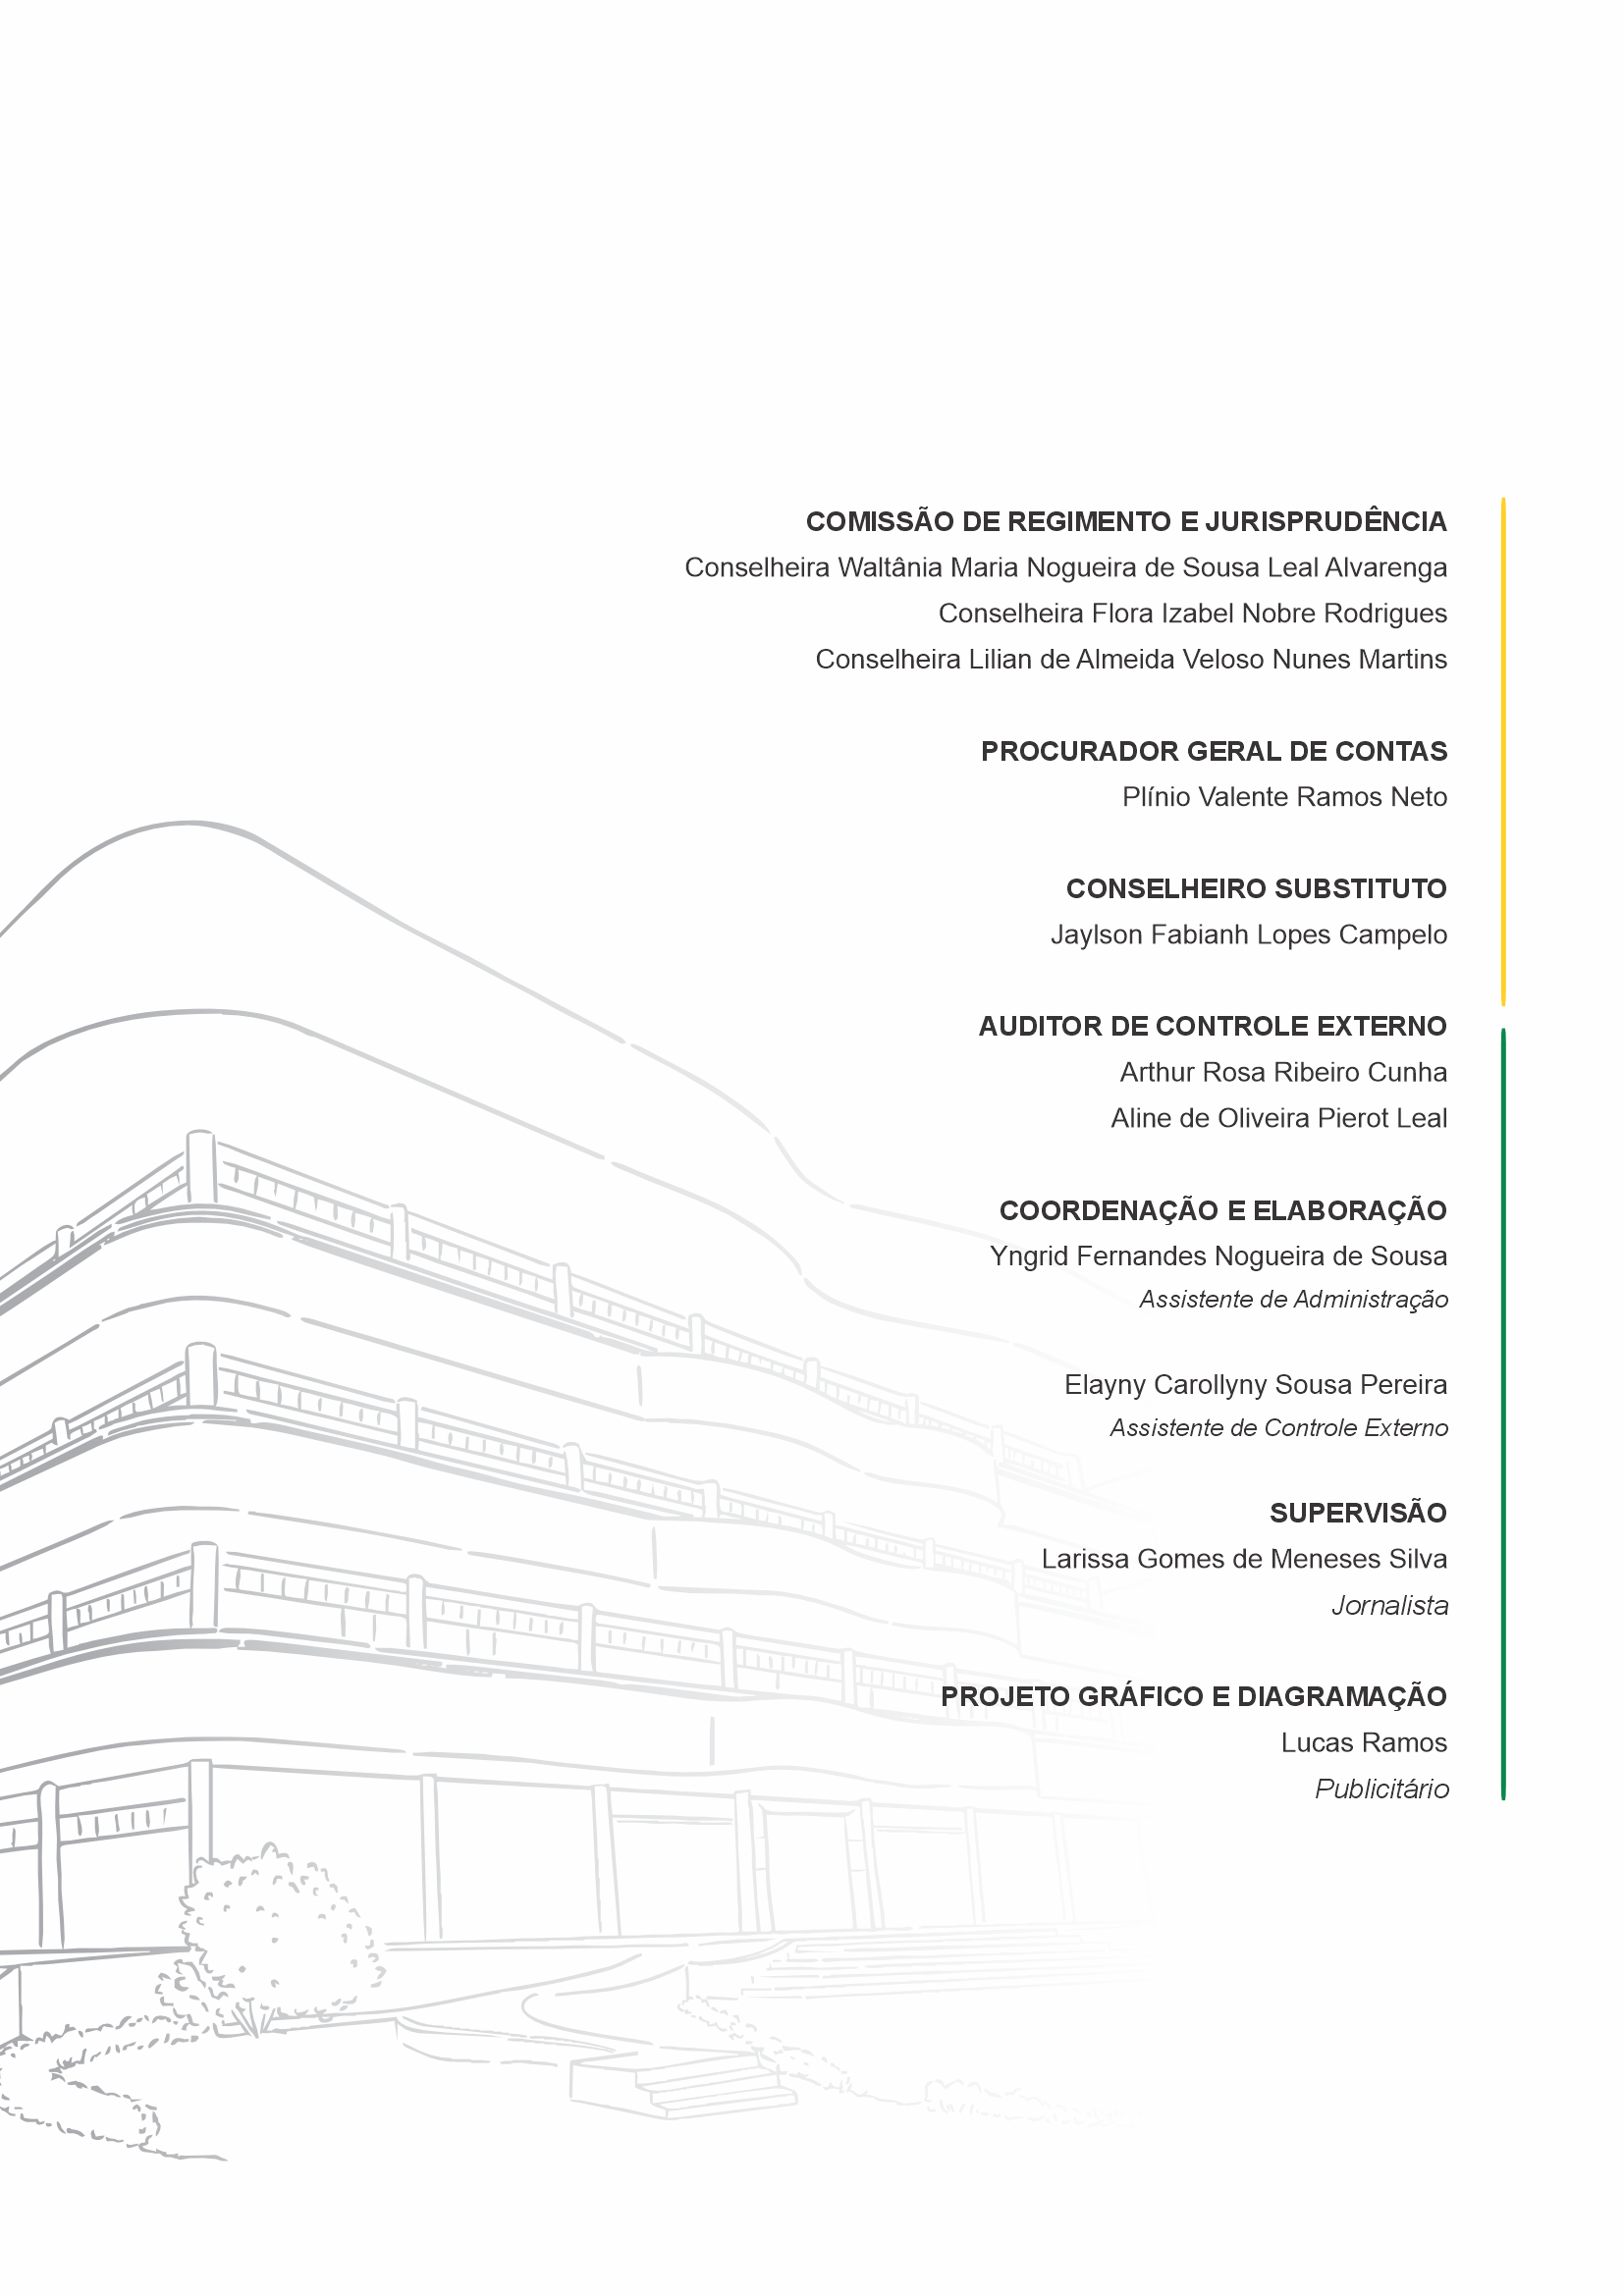 COMISSÃO DE REGIMENTO E JURISPRUDÊNCIA
Conselheira Waltânia Maria Nogueira de Sousa Leal Alvarenga
Conselheira Flora Izabel Nobre Rodrigues
Conselheira Lilian de Almeida Veloso Nunes Martins
PROCURADOR GERAL DE CONTAS
Plínio Valente Ramos Neto
CONSELHEIRO SUBSTITUTO
Jaylson Fabianh Lopes Campelo
AUDITOR DE CONTROLE EXTERNO
Arthur Rosa Ribeiro Cunha
Aline de Oliveira Pierot Leal
COORDENAÇÃO E ELABORAÇÃO
Yngrid Fernandes Nogueira de Sousa
Assistente de Administração
Elayny Carollyny Sousa Pereira
Assistente de Controle Externo
SUPERVISÃO
Larissa Gomes de Meneses Silva
Jornalista
PROJETO GRÁFICO E DIAGRAMAÇÃO
Lucas Ramos
Publicitário